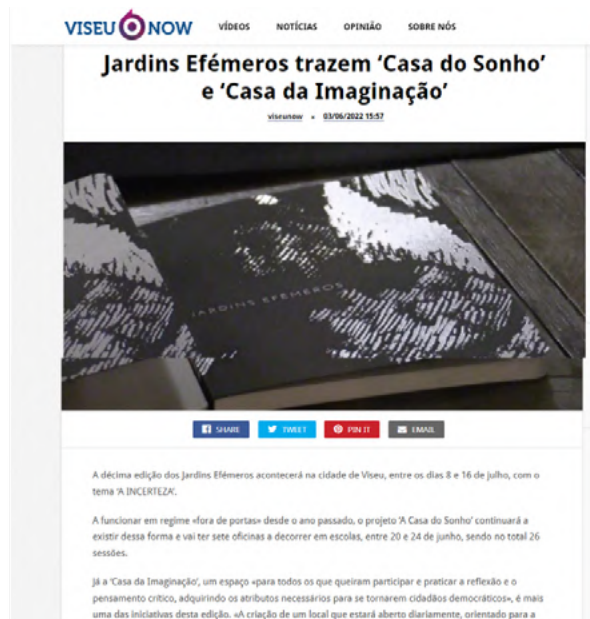 VISEU NOW VÍDEOS NOTÍCIAS OPINIÃO SOBRE NÓS
Jardins Efémeros trazem ‘Casa do Sonho’
e ‘Casa da Imaginação’
viseunow • 03/06/2022 15:57
JARDINS EFÉMEROS
SHARE TWEET PIN IT EMAIL
A décima edição dos Jardins Efémeros acontecerá na cidade de Viseu, entre os dias 8 e 16 de julho, com o
tema ‘A INCERTEZA’.
A funcionar em regime «fora de portas» desde o ano passado, o projeto ‘A Casa do Sonho’ continuará a
existir dessa forma e vai ter sete oficinas a decorrer em escolas, entre 20 e 24 de junho, sendo no total 26
sessões.
Já a ‘Casa da Imaginação’, um espaço «para todos os que queiram participar e praticar a reflexão e o
pensamento crítico, adquirindo os atributos necessários para se tornarem cidadãos democráticos», é mais
uma das iniciativas desta edição. «A criação de um local que estará aberto diariamente, orientado para a